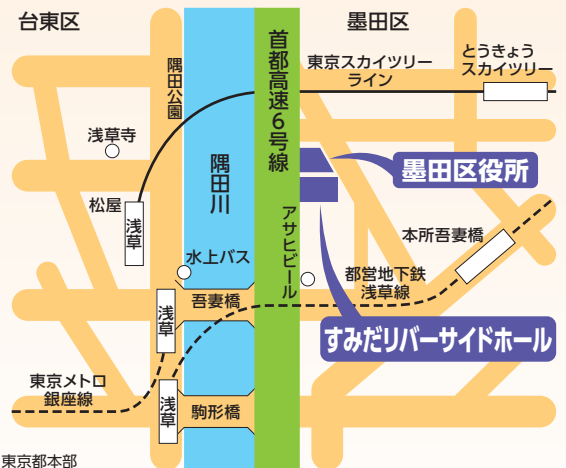 台東区
墨田区
首都高速6号線
隅田公園
東京スカイツリー
ライン
とうきょう
スカイツリー
浅草寺
隅田川
墨田区役所
松屋
浅草
アサヒビール
本所吾妻橋
水上バス
都営地下鉄
浅草線
吾妻橋
浅草
すみだリバーサイドホール
東京メトロ
銀座線
浅草
駒形橋
東京都本部